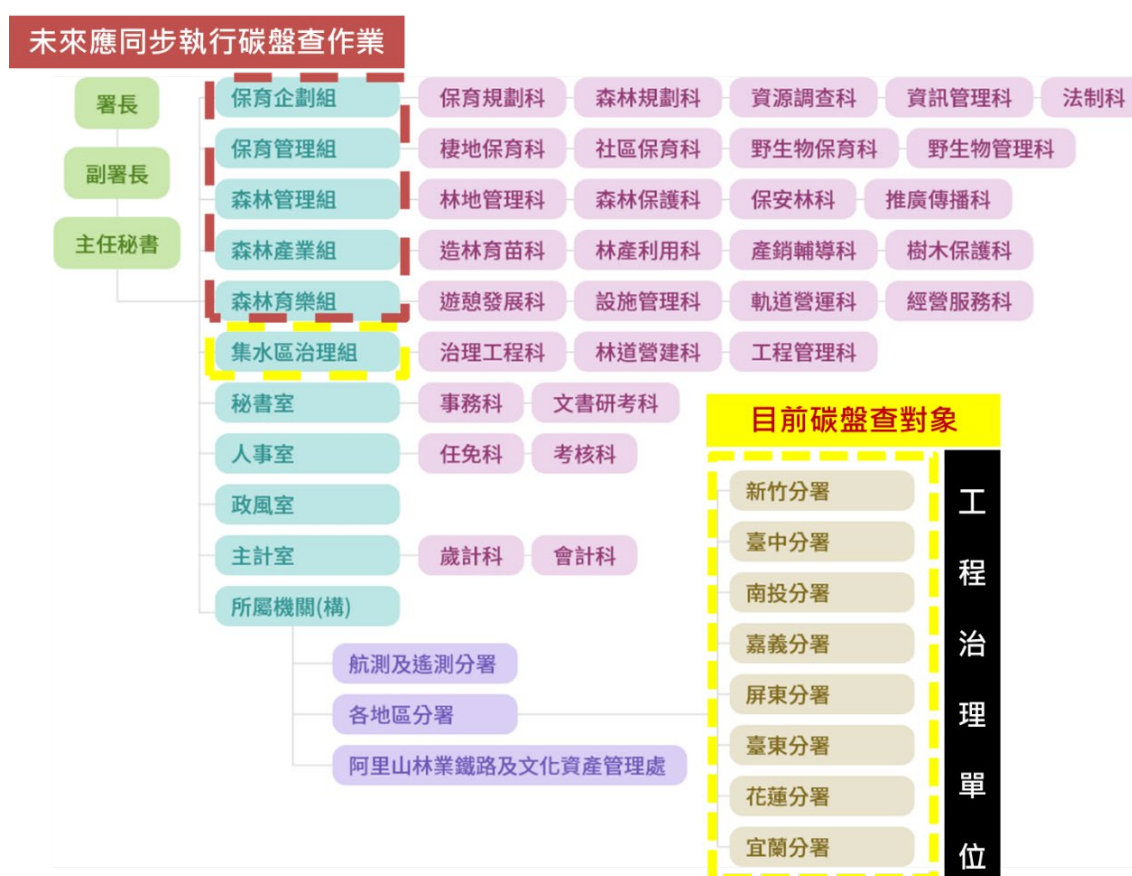 未來應同步執行碳盤查作業
署長
副署長
主任秘書
保育企劃組 保育規劃科 森林規劃科 資源調查科 資訊管理科 法制科
保育管理組 棲地保育科 社區保育科 野生物保育科 野生物管理科
森林管理組 林地管理科 森林保護科 保安林科 推廣傳播科
森林產業組 造林育苗科 林產利用科 產銷輔導科 樹木保護科
森林育樂組 遊憩發展科 設施管理科 軌道營運科 經營服務科
集水區治理組 治理工程科 林道營建科 工程管理科
秘書室 事務科 文書研考科
人事室 任免科 考核科
政風室
主計室 歲計科 會計科
所屬機關(構)
航測及遙測分署
各地區分署
阿里山林業鐵路及文化資產管理處
目前碳盤查對象
新竹分署
臺中分署
南投分署
嘉義分署
屏東分署
臺東分署
花蓮分署
宜蘭分署
工程治理單位